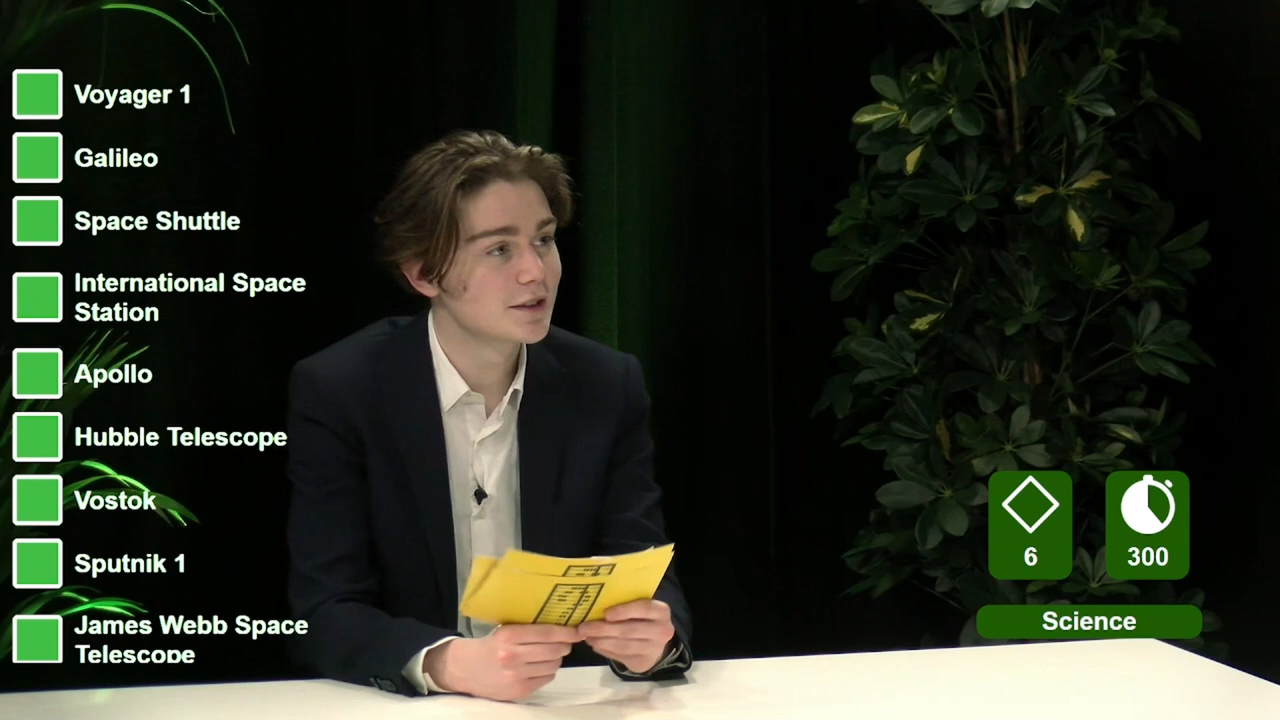 Voyager 1
Galileo
Space Shuttle
International Space
Station
Apollo
Hubble Telescope
Vostok
Sputnik 1
James Webb Space
Telescope
6
300
Science